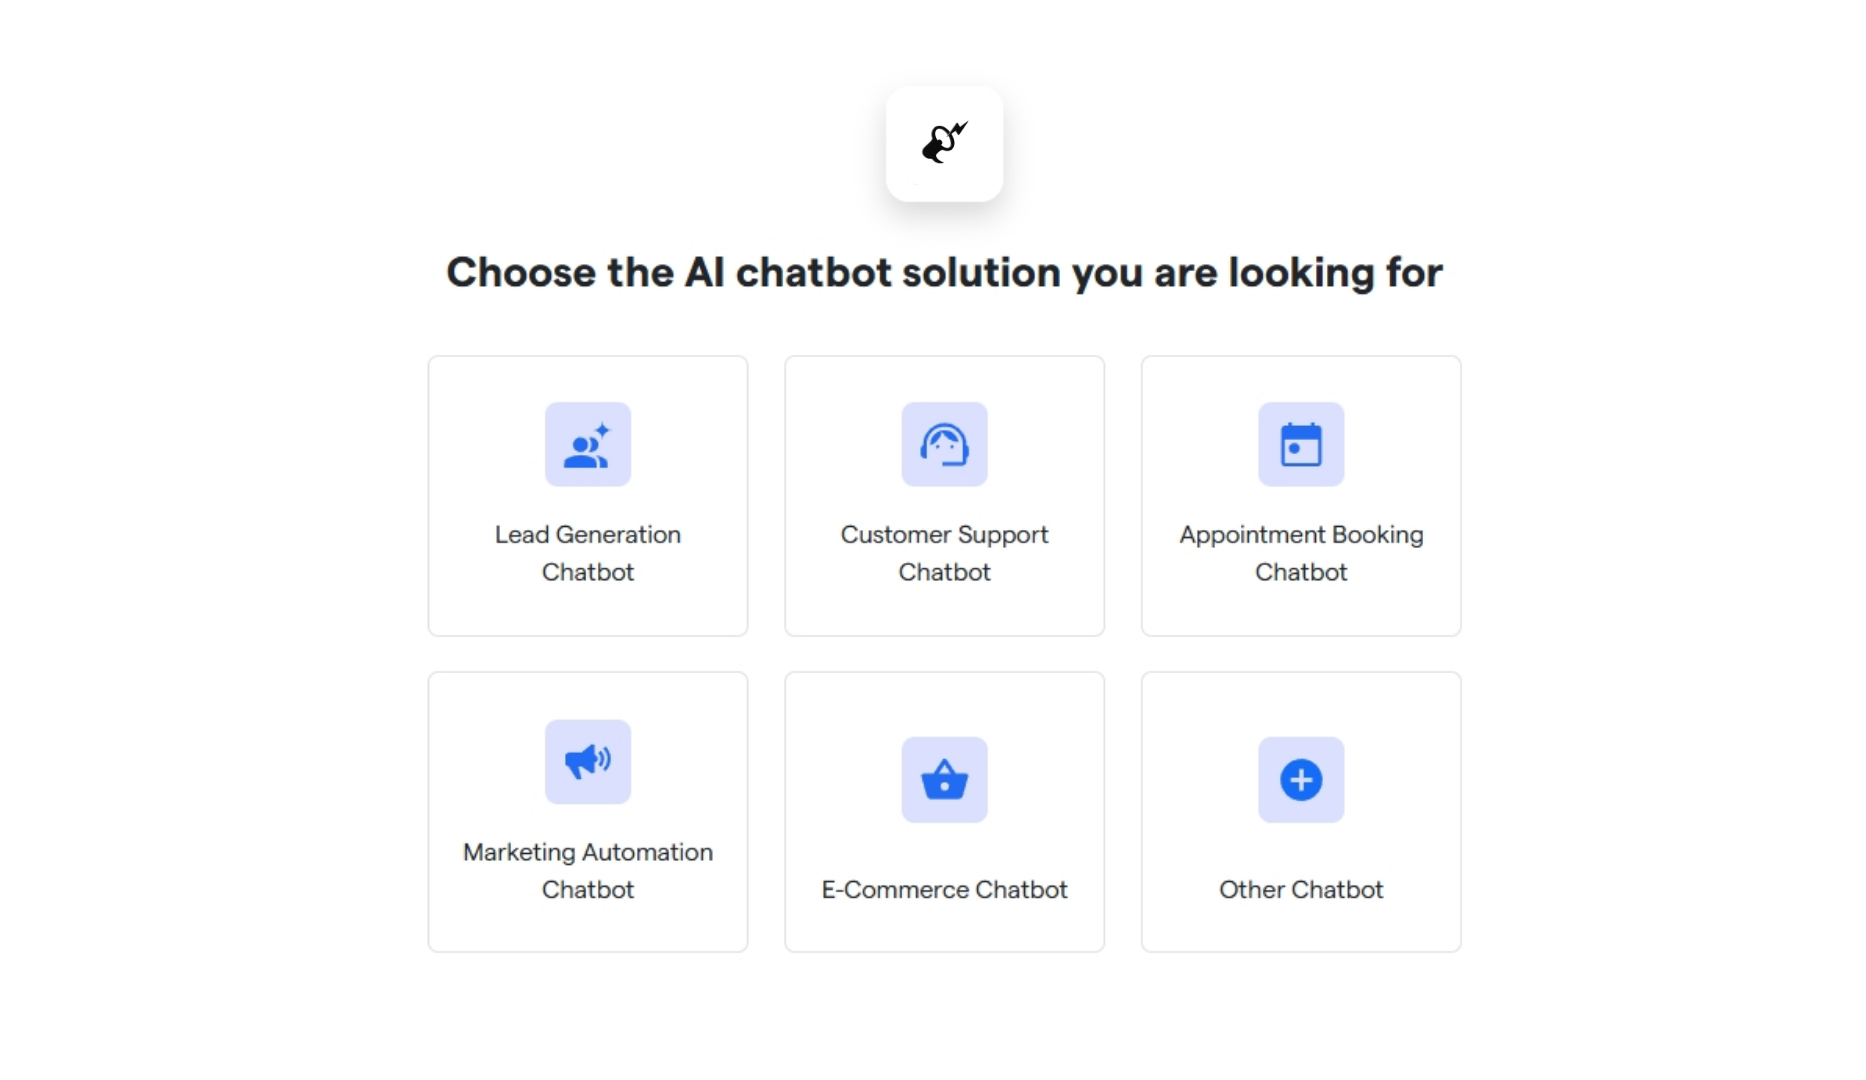 Choose the AI chatbot solution you are looking for
Lead Generation
Chatbot
Customer Support
Chatbot
Appointment Booking
Chatbot
Marketing Automation
Chatbot
E-Commerce Chatbot
Other Chatbot